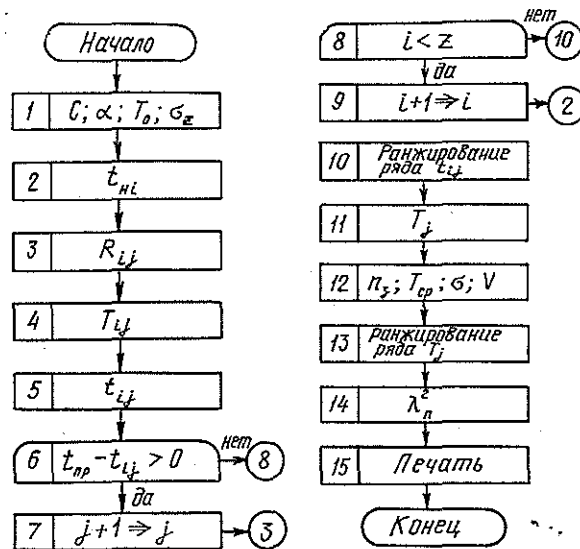 Начало
1 C; α; T₀; σ_z
2 t_нi
3 R_ij
4 T_ij
5 t_ij
6 t_пр - t_ij > 0 нет 8
да
7 j+1 ⇒ j 3
8 i < z нет 10
да
9 i+1 ⇒ i 2
10 Ранжирование
ряда t_ij
11 T_j
12 n_з; T_ср; σ; V
13 Ранжирование
ряда T_j
14 λ_n^г
15 Печать
Конец